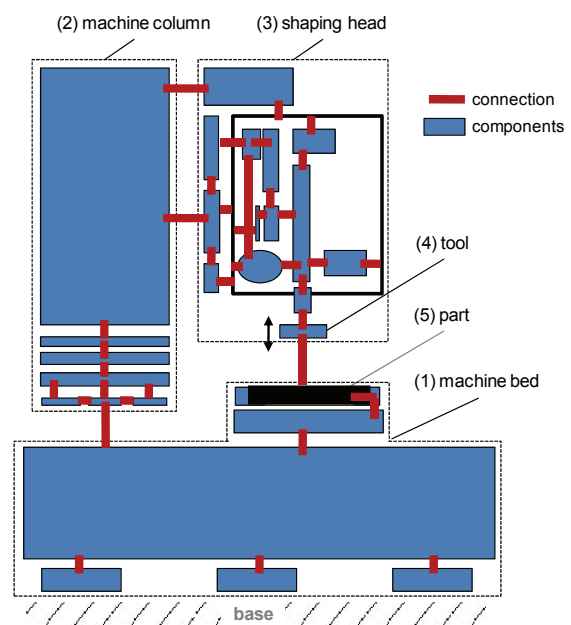 (2) machine column
(3) shaping head
connection
components
(4) tool
(5) part
(1) machine bed
base